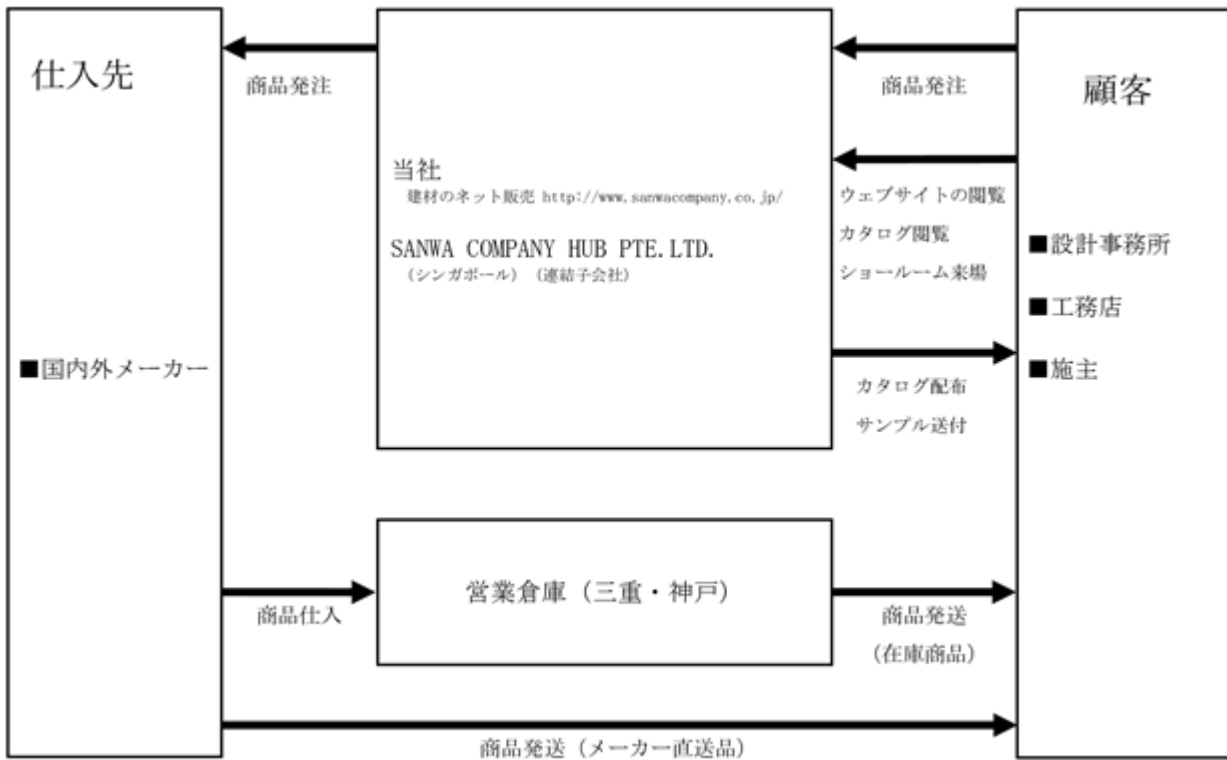 仕入先
■国内外メーカー
商品発注
当社
建材のネット販売 http://www.sanwacompany.co.jp/
SANWA COMPANY HUB PTE.LTD.
(シンガポール) (連結子会社)
商品発注
ウェブサイトの閲覧
カタログ閲覧
ショールーム来場
カタログ配布
サンプル送付
顧客
■設計事務所
■工務店
■施主
商品仕入
営業倉庫（三重・神戸）
商品発送
(在庫商品)
商品発送（メーカー直送品）